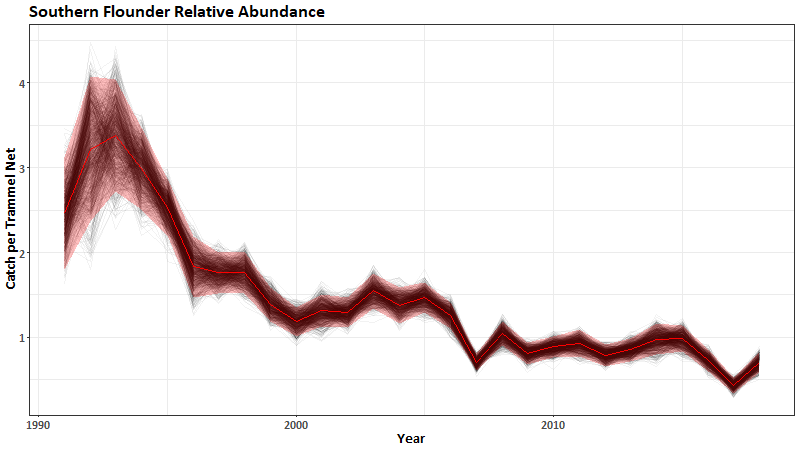 Southern Flounder Relative Abundance
Catch per Trammel Net
4
3
2
1
1990 2000 2010
Year